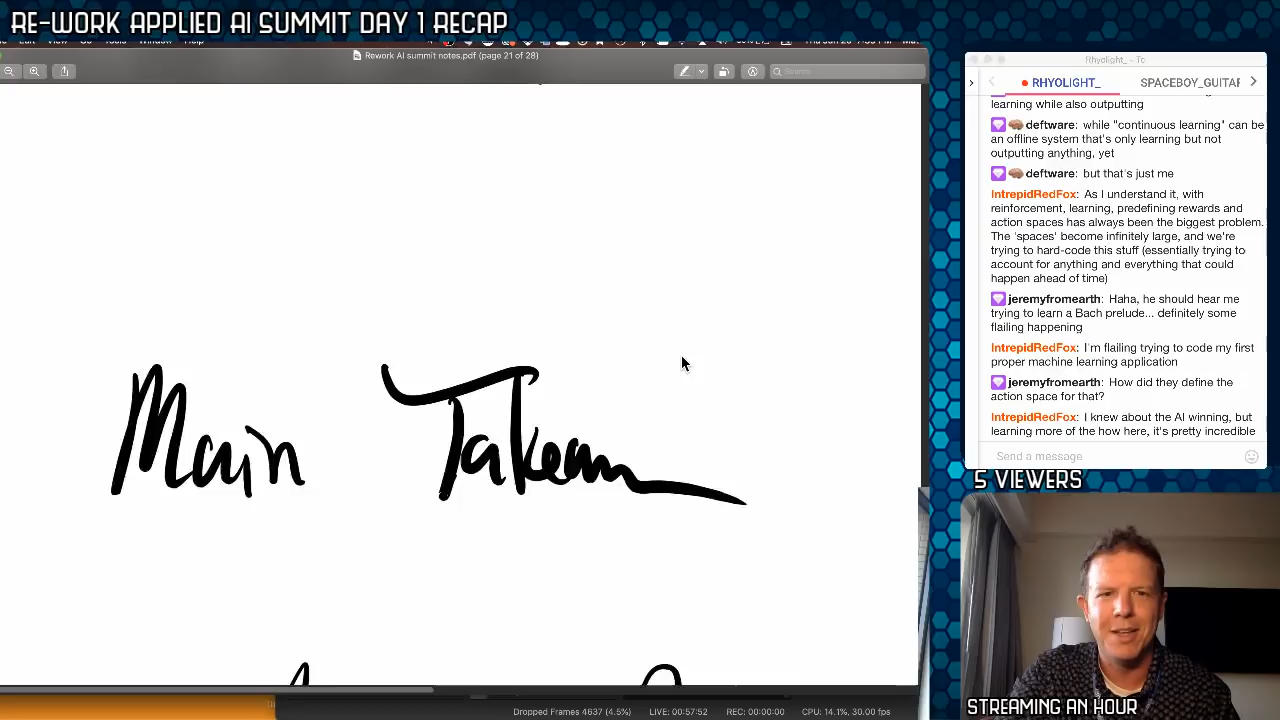 RE-WORK APPLIED AI SUMMIT DAY 1 RECAP
Rework AI summit notes.pdf (page 21 of 28)
Search
Main Takeaw
Rhyolight_ - Tc
RHYOLIGHT_
SPACEBOY_GUITAR
learning while also outputting
deftware: while "continuous learning" can be
an offline system that's only learning but not
outputting anything, yet
deftware: but that's just me
IntrepidRedFox: As I understand it, with
reinforcement, learning, predefining rewards and
action spaces has always been the biggest problem.
The 'spaces' become infinitely large, and we're
trying to hard-code this stuff (essentially trying to
account for anything and everything that could
happen ahead of time)
jeremyfromearth: Haha, he should hear me
trying to learn a Bach prelude... definitely some
flailing happening
IntrepidRedFox: I'm flailing trying to code my first
proper machine learning application
jeremyfromearth: How did they define the
action space for that?
IntrepidRedFox: I knew about the AI winning, but
learning more of the how here, it's pretty incredible
Send a message
5 VIEWERS
STREAMING AN HOUR
Dropped Frames 4637 (4.5%)
LIVE: 00:57:52
REC: 00:00:00
CPU: 14.1%, 30.00 fps